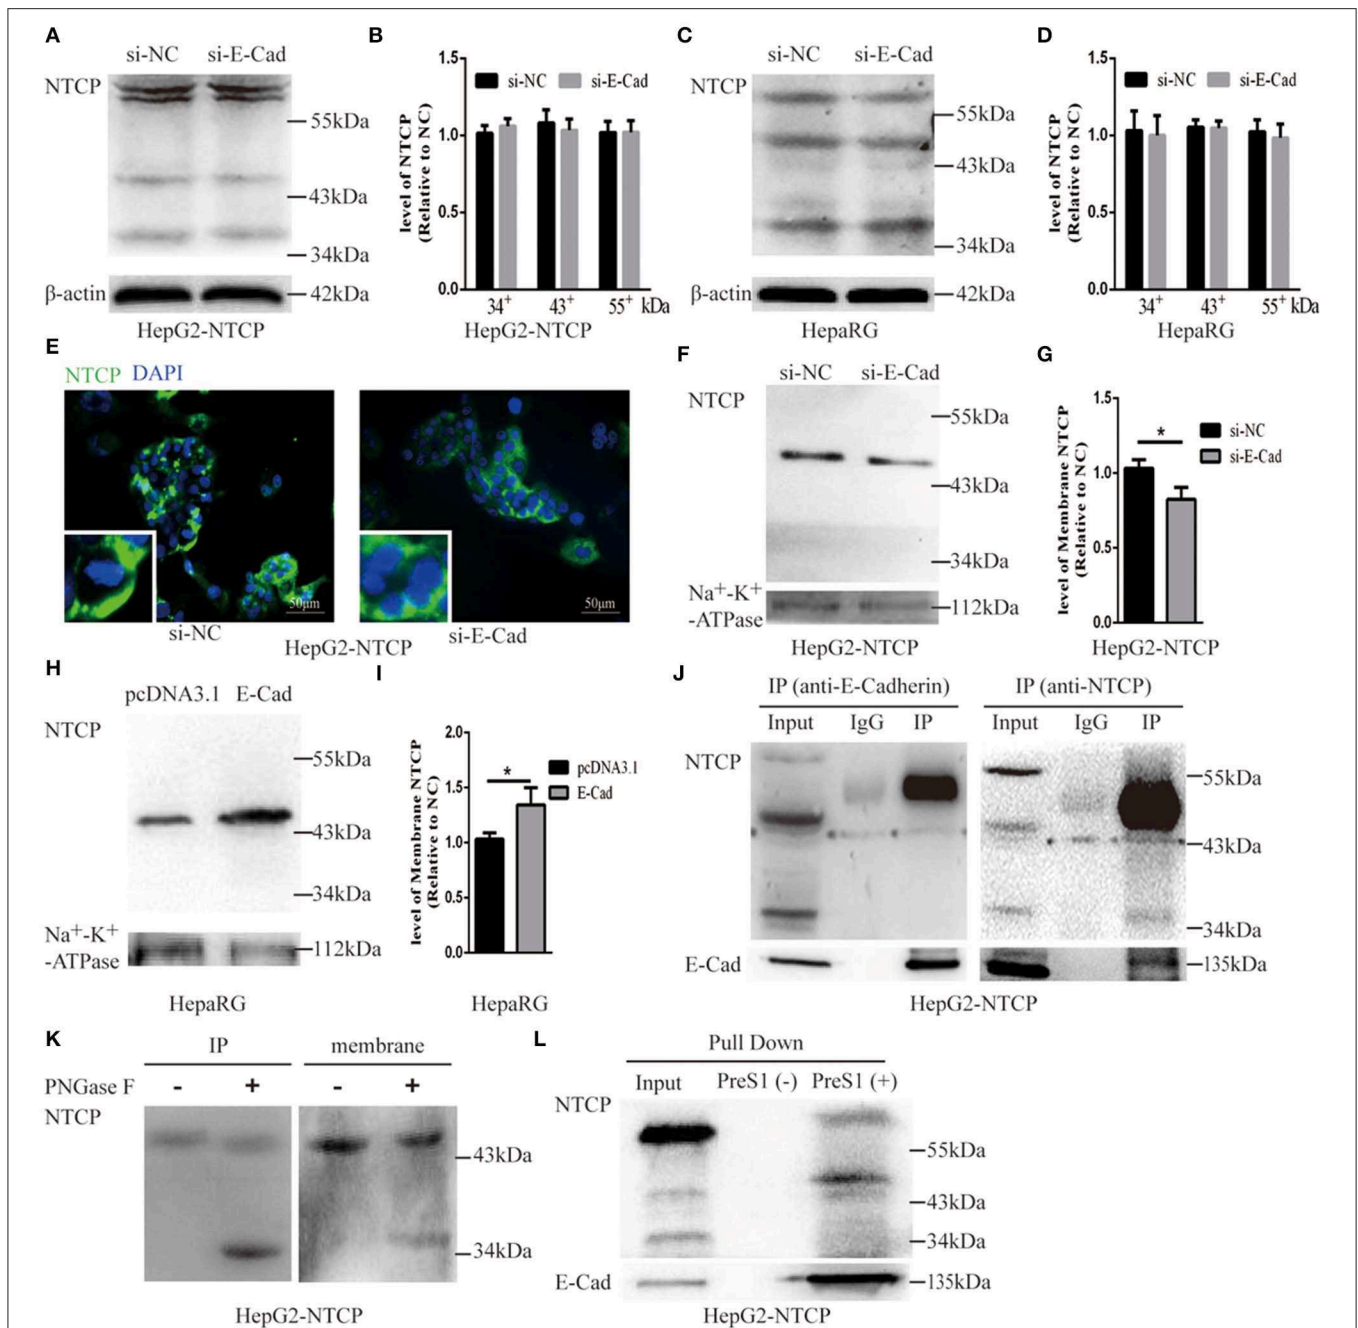 A
si-NC si-E-Cad
NTCP
55kDa
43kDa
34kDa
β-actin
42kDa
HepG2-NTCP
B
level of NTCP
(Relative to NC)
1.5
1.0
0.5
0.0
si-NC si-E-Cad
34+ 43+ 55+ kDa
HepG2-NTCP
C
si-NC si-E-Cad
NTCP
55kDa
43kDa
34kDa
β-actin
42kDa
HepaRG
D
level of NTCP
(Relative to NC)
1.5
1.0
0.5
0.0
si-NC si-E-Cad
34+ 43+ 55+ kDa
HepaRG
E
NTCP DAPI
50μm
50μm
si-NC
si-E-Cad
HepG2-NTCP
F
si-NC si-E-Cad
NTCP
55kDa
43kDa
34kDa
Na+-K+
-ATPase
112kDa
HepG2-NTCP
G
level of Membrane NTCP
(Relative to NC)
1.5
1.0
0.5
0.0
*
si-NC
si-E-Cad
HepG2-NTCP
H
pcDNA3.1 E-Cad
NTCP
55kDa
43kDa
34kDa
Na+-K+
-ATPase
112kDa
HepaRG
I
level of Membrane NTCP
(Relative to NC)
2.0
1.5
1.0
0.5
0.0
*
pcDNA3.1
E-Cad
HepaRG
J
IP (anti-E-Cadherin) IP (anti-NTCP)
Input IgG IP Input IgG IP
NTCP
55kDa
43kDa
34kDa
E-Cad
135kDa
HepG2-NTCP
K
IP membrane
PNGase F - + - +
NTCP
43kDa
34kDa
HepG2-NTCP
L
Pull Down
Input PreS1 (-) PreS1 (+)
NTCP
55kDa
43kDa
34kDa
E-Cad
135kDa
HepG2-NTCP